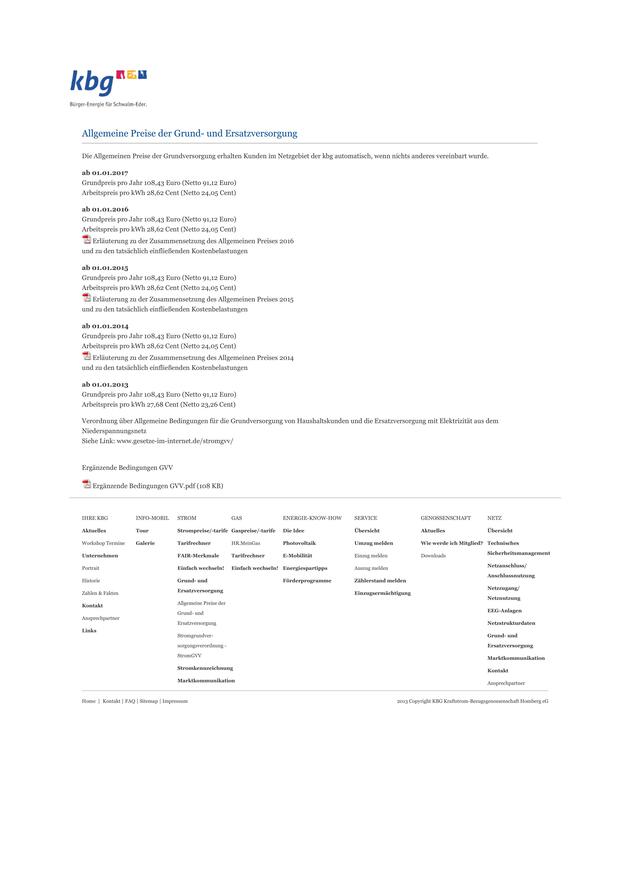 kbg
Bürger-Energie für Schwalm-Eder.
Allgemeine Preise der Grund- und Ersatzversorgung
Die Allgemeinen Preise der Grundversorgung erhalten Kunden im Netzgebiet der kbg automatisch, wenn nichts anderes vereinbart wurde.
ab 01.01.2017
Grundpreis pro Jahr 108,43 Euro (Netto 91,12 Euro)
Arbeitspreis pro kWh 28,62 Cent (Netto 24,05 Cent)
ab 01.01.2016
Grundpreis pro Jahr 108,43 Euro (Netto 91,12 Euro)
Arbeitspreis pro kWh 28,62 Cent (Netto 24,05 Cent)
Erläuterung zu der Zusammensetzung des Allgemeinen Preises 2016
und zu den tatsächlich einfließenden Kostenbelastungen
ab 01.01.2015
Grundpreis pro Jahr 108,43 Euro (Netto 91,12 Euro)
Arbeitspreis pro kWh 28,62 Cent (Netto 24,05 Cent)
Erläuterung zu der Zusammensetzung des Allgemeinen Preises 2015
und zu den tatsächlich einfließenden Kostenbelastungen
ab 01.01.2014
Grundpreis pro Jahr 108,43 Euro (Netto 91,12 Euro)
Arbeitspreis pro kWh 28,62 Cent (Netto 24,05 Cent)
Erläuterung zu der Zusammensetzung des Allgemeinen Preises 2014
und zu den tatsächlich einfließenden Kostenbelastungen
ab 01.01.2013
Grundpreis pro Jahr 108,43 Euro (Netto 91,12 Euro)
Arbeitspreis pro kWh 27,68 Cent (Netto 23,26 Cent)
Verordnung über Allgemeine Bedingungen für die Grundversorgung von Haushaltskunden und die Ersatzversorgung mit Elektrizität aus dem
Niederspannungsnetz
Siehe Link: www.gesetze-im-internet.de/stromgvv/
Ergänzende Bedingungen GVV
Ergänzende Bedingungen GVV.pdf (108 KB)
IHRE KBG
Aktuelles
Workshop Termine
Unternehmen
Portrait
Historie
Zahlen & Fakten
Kontakt
Ansprechpartner
Links
INFO-MOBIL
Tour
Galerie
STROM
Strompreise/-tarife
Tarifrechner
FAIR-Merkmale
Einfach wechseln!
Grund- und
Ersatzversorgung
Allgemeine Preise der
Grund- und
Ersatzversorgung
Stromgrundver-
sorgungsverordnung -
StromGVV
Stromkennzeichnung
Marktkommunikation
GAS
Gaspreise/-tarife
HR.MeinGas
Tarifrechner
Einfach wechseln!
ENERGIE-KNOW-HOW
Die Idee
Photovoltaik
E-Mobilität
Energiespartipps
Förderprogramme
SERVICE
Übersicht
Umzug melden
Einzug melden
Auszug melden
Zählerstand melden
Einzugsermächtigung
GENOSSENSCHAFT
Aktuelles
Wie werde ich Mitglied?
Downloads
NETZ
Übersicht
Technisches
Sicherheitsmanagement
Netzanschluss/
Anschlussnutzung
Netzzugang/
Netznutzung
EEG-Anlagen
Netzstrukturdaten
Grund- und
Ersatzversorgung
Marktkommunikation
Kontakt
Ansprechpartner
Home | Kontakt | FAQ | Sitemap | Impressum
2013 Copyright KBG Kraftstrom-Bezugsgenossenschaft Homberg eG